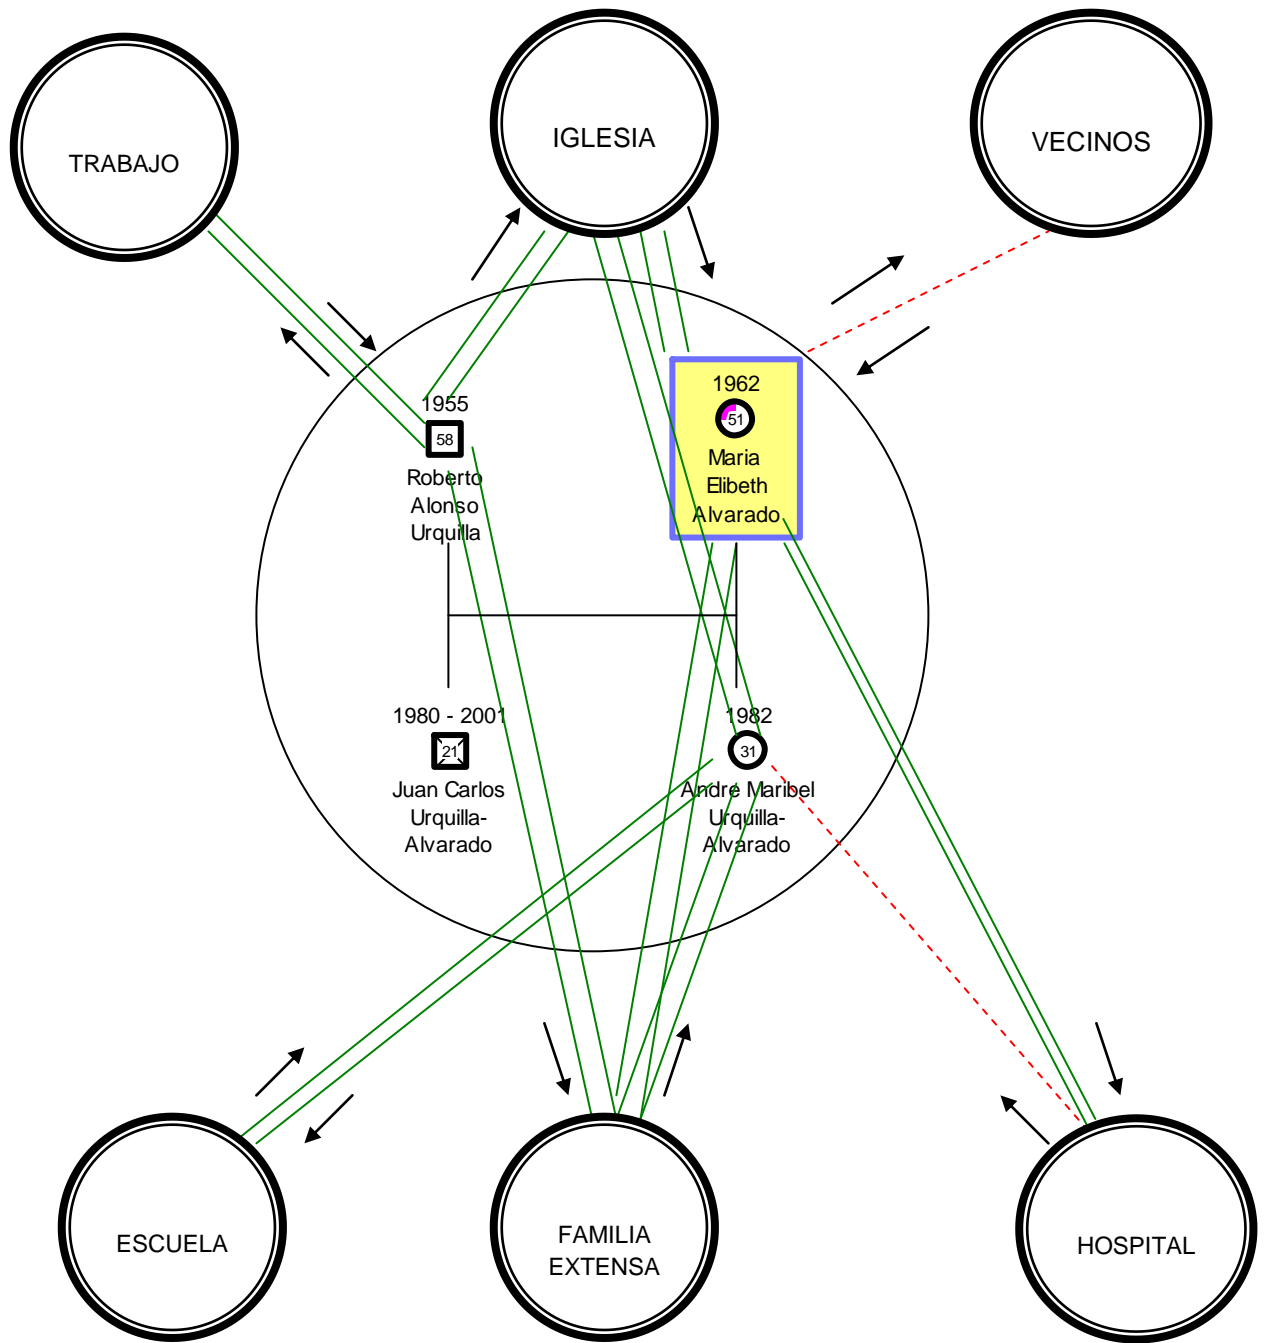 TRABAJO
IGLESIA
VECINOS
1955
58
Roberto
Alonso
Urquilla
1962
51
Maria
Elibeth
Alvarado
1980 - 2001
21
Juan Carlos
Urquilla-
Alvarado
1982
31
Andre Maribel
Urquilla-
Alvarado
ESCUELA
FAMILIA
EXTENSA
HOSPITAL